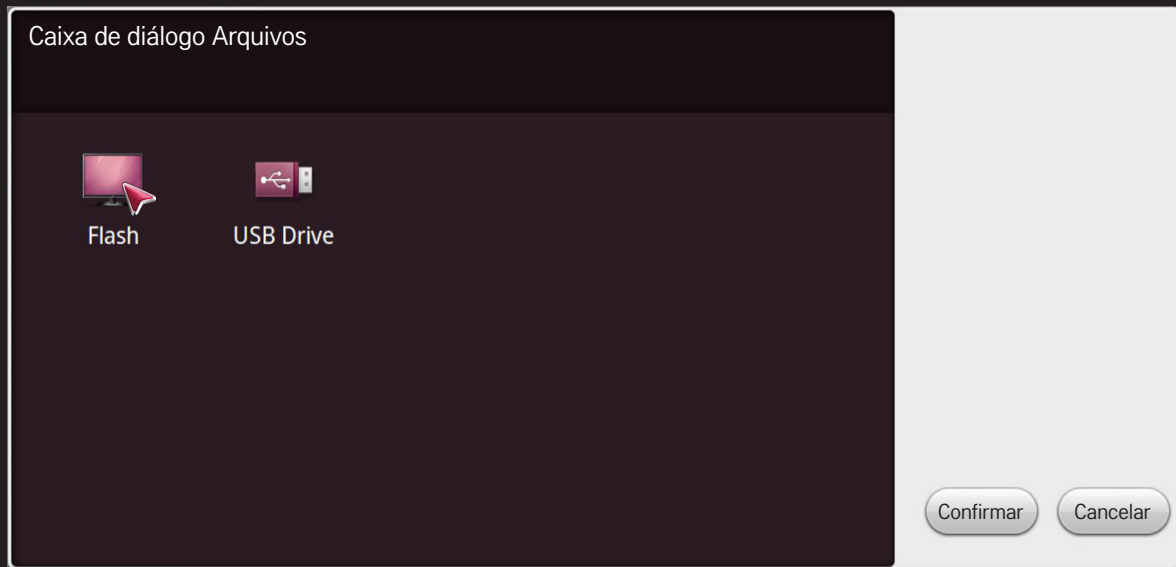 Caixa de diálogo Arquivos
Flash
USB Drive
Confirmar
Cancelar